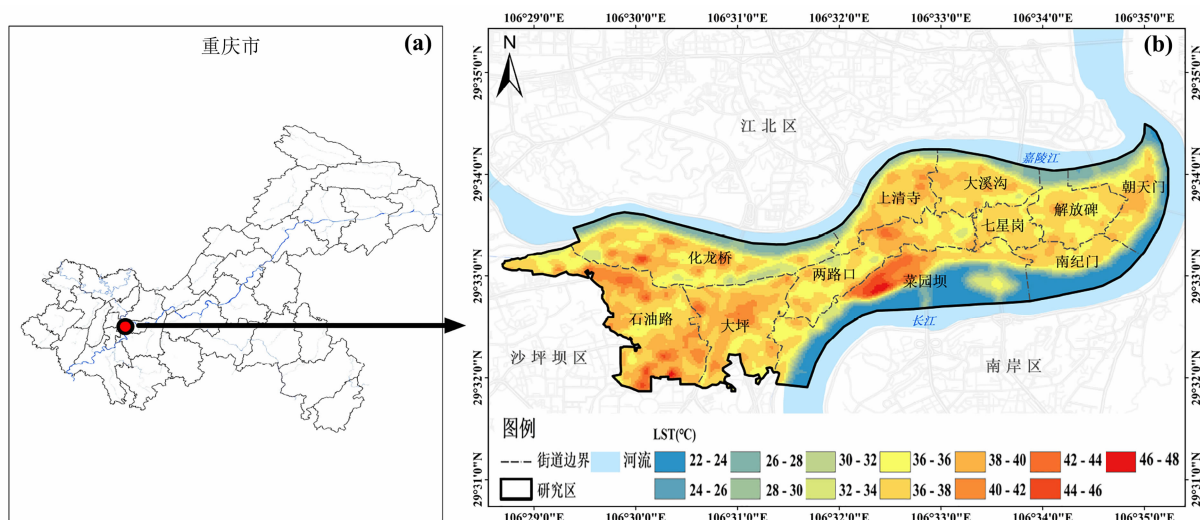 重庆市
(a)
106°29'0"E 106°30'0"E 106°31'0"E 106°32'0"E 106°33'0"E 106°34'0"E 106°35'0"E
(b)
N
29°35'0"N
29°35'0"N
江北区
嘉陵江
29°34'0"N
29°34'0"N
大溪沟
朝天门
上清寺
解放碑
七星岗
化龙桥
南纪门
两路口
菜园坝
29°33'0"N
29°33'0"N
石油路
大坪
长江
沙坪坝区
南岸区
29°32'0"N
29°32'0"N
图例
LST(°C)
街道边界 河流 22 - 24 26 - 28 30 - 32 36 - 36 38 - 40 42 - 44 46 - 48
研究区 24 - 26 28 - 30 32 - 34 36 - 38 40 - 42 44 - 46
29°31'0"N
29°31'0"N
106°29'0"E 106°30'0"E 106°31'0"E 106°32'0"E 106°33'0"E 106°34'0"E 106°35'0"E